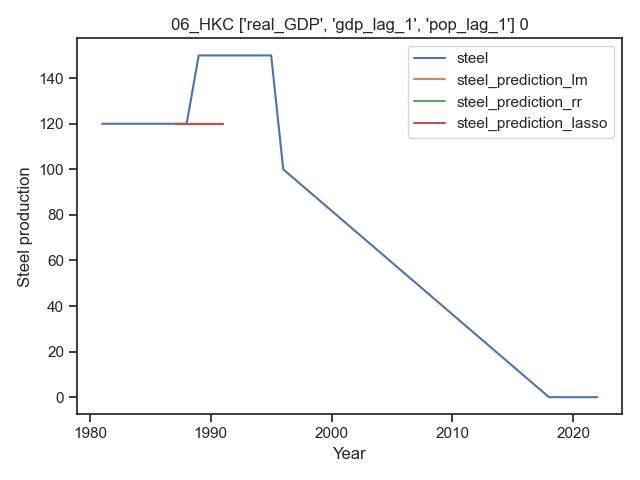 06_HKC ['real_GDP', 'gdp_lag_1', 'pop_lag_1'] 0
steel
steel_prediction_lm
steel_prediction_rr
steel_prediction_lasso
Steel production
140
120
100
80
60
40
20
0
1980
1990
2000
2010
2020
Year